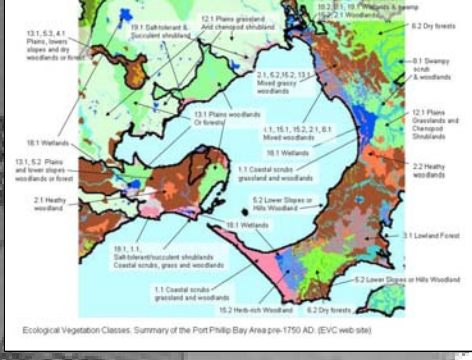 10.2, 8.1, 19.1 Wetlands & swamp
15.2, 2.1 Woodlands
12.1 Plains grassland
And chenopod shrubland
19.1 Salt-tolerant &
Succulent shrubland
13.1, 5.3, 4.1
Plains, lowers
slopes and dry
woodlands or forest
6.2 Dry forests
8.1 Swampy
scrub
& woodlands
2.1, 5.2,15.2, 13.1
Mixed grassy
woodlands
13.1 Plains woodlands
Or forests
12.1 Plains
Grasslands and
Chenopod
Shrublands
15.1, 15.2, 2.1, 8.1
Mixed woodlands
18.1 Wetlands
18.1 Wetlands
13.1, 5.2 Plains
and lower slopes
woodlands or forest
1.1 Coastal scrubs
grassland and woodlands
2.2 Heathy
woodlands
2.1 Heathy
woodland
5.2 Lower Slopes or
Hills Woodland
3.1 Lowland Forest
18.1 Wetlands
19.1, 1.1,
Salt-tolerant/succulent shrublands
Coastal scrubs, grass and woodlands
5.2 Lower Slopes or Hills Woodland
1.1 Coastal scrubs
grassland and woodlands
15.2 Herb-rich Woodland
6.2 Dry forests
Ecological Vegetation Classes. Summary of the Port Phillip Bay Area pre-1750 AD. (EVC web site)